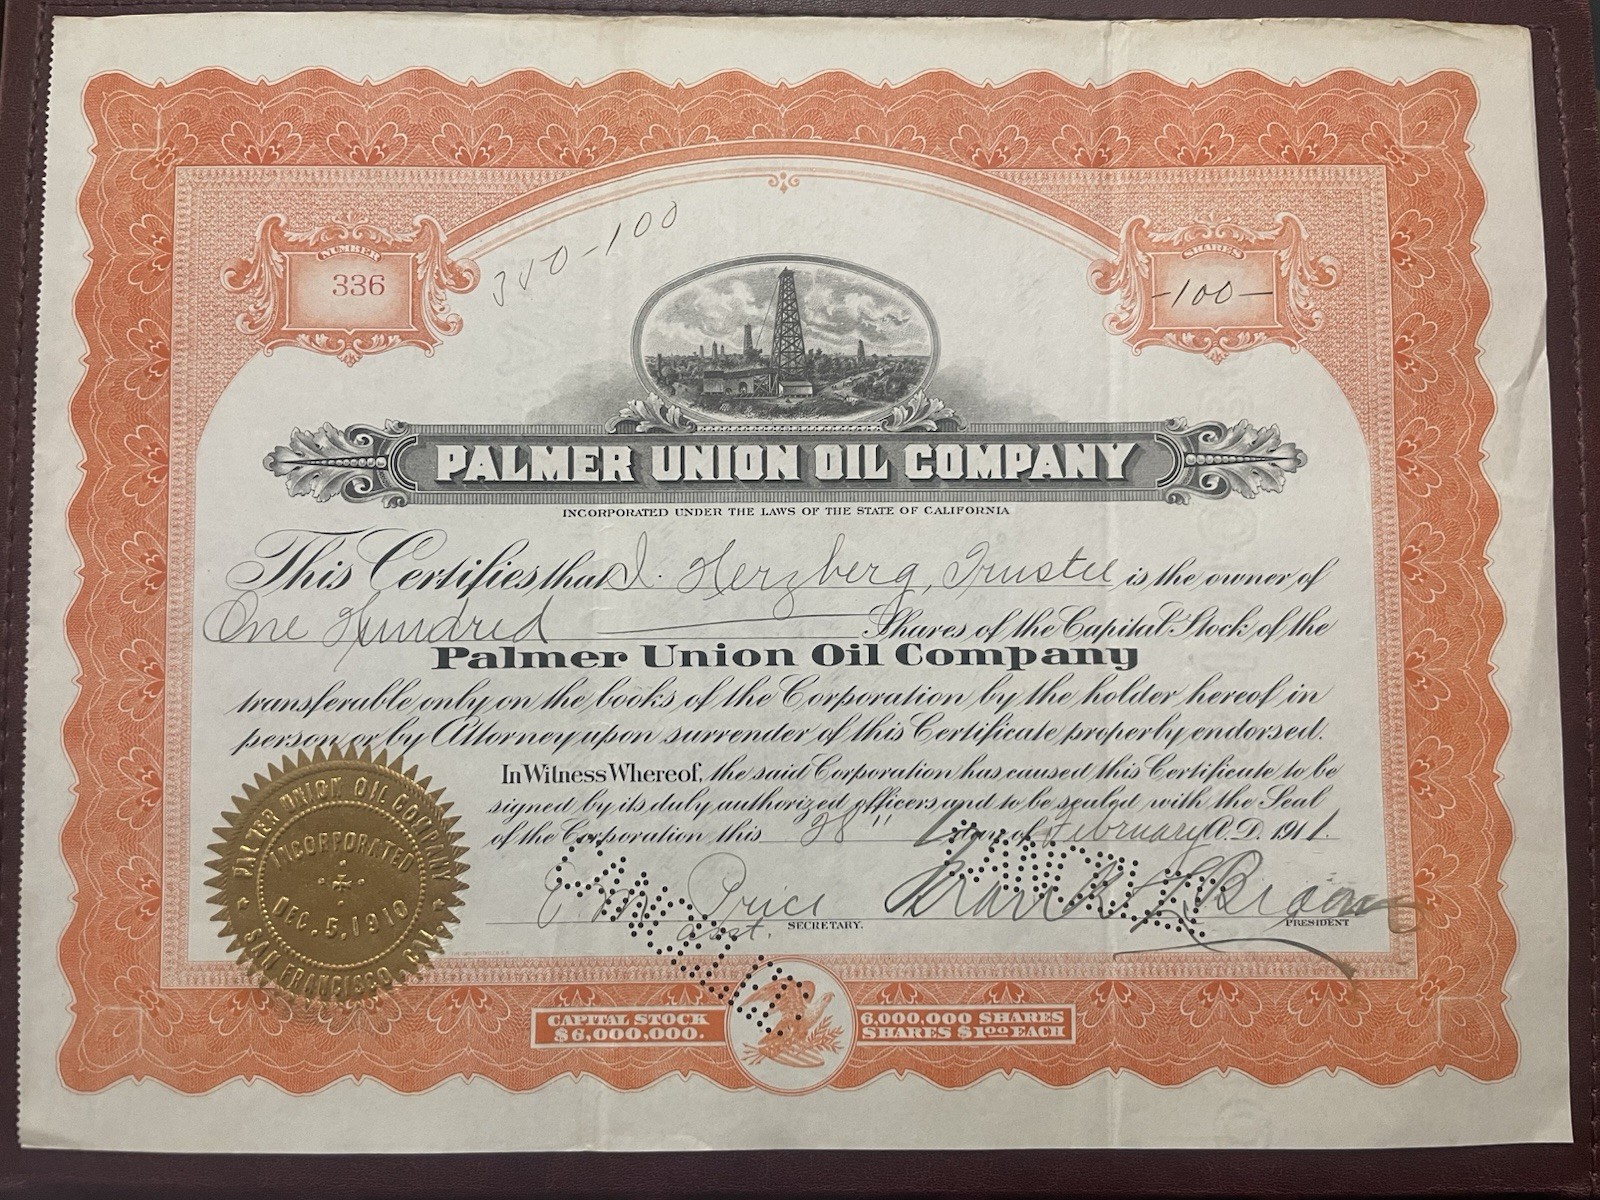 NUMBER
336
SHARES
-100-
340-100
PALMER UNION OIL COMPANY
INCORPORATED UNDER THE LAWS OF THE STATE OF CALIFORNIA
This Certifies that I. Herzberg, Trustee is the owner of
One Hundred Shares of the Capital Stock of the
Palmer Union Oil Company
transferable only on the books of the Corporation by the holder hereof in
person or by Attorney upon surrender of this Certificate properly endorsed.
In Witness Whereof, the said Corporation has caused this Certificate to be
signed by its duly authorized officers and to be sealed with the Seal
of the Corporation this 28" day of February A.D. 1911.
Price
Asst. SECRETARY.
PRESIDENT
PALMER UNION OIL COMPANY
INCORPORATED
DEC. 5, 1910
SAN FRANCISCO, CAL.
CAPITAL STOCK
$6,000,000.
6,000,000 SHARES
SHARES $1.00 EACH